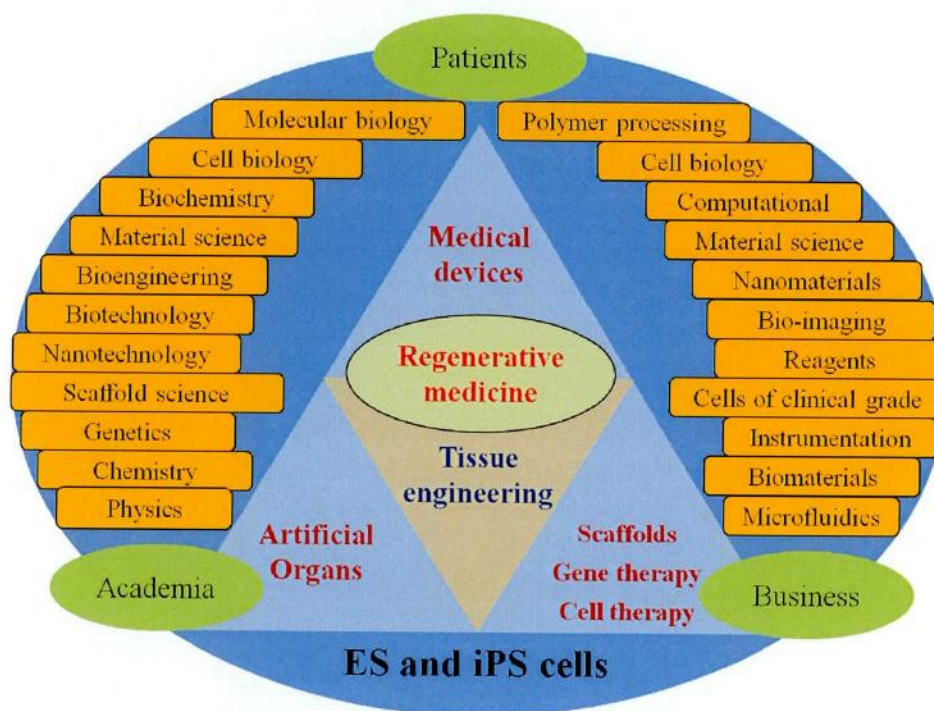 Patients
Molecular biology
Cell biology
Biochemistry
Material science
Bioengineering
Biotechnology
Nanotechnology
Scaffold science
Genetics
Chemistry
Physics
Polymer processing
Cell biology
Computational
Material science
Nanomaterials
Bio-imaging
Reagents
Cells of clinical grade
Instrumentation
Biomaterials
Microfluidics
Medical
devices
Regenerative
medicine
Tissue
engineering
Artificial
Organs
Scaffolds
Gene therapy
Cell therapy
Academia
Business
ES and iPS cells